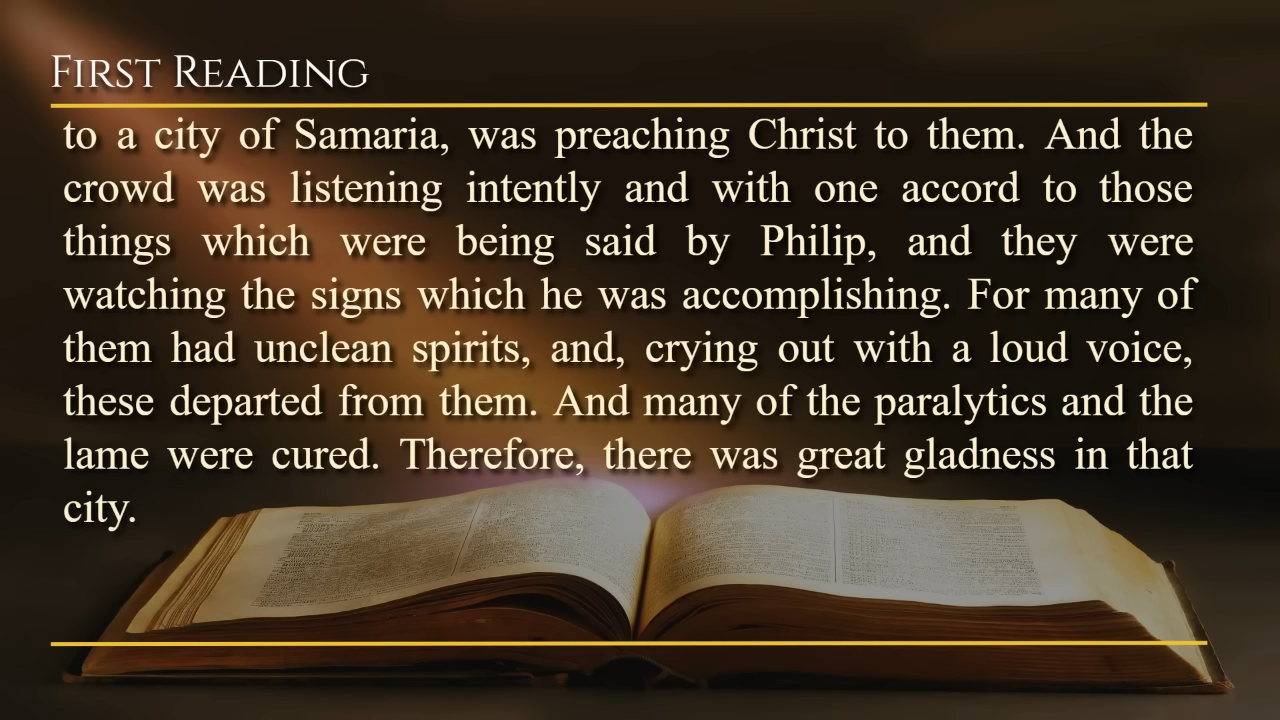 First Reading
to a city of Samaria, was preaching Christ to them. And the
crowd was listening intently and with one accord to those
things which were being said by Philip, and they were
watching the signs which he was accomplishing. For many of
them had unclean spirits, and, crying out with a loud voice,
these departed from them. And many of the paralytics and the
lame were cured. Therefore, there was great gladness in that
city.